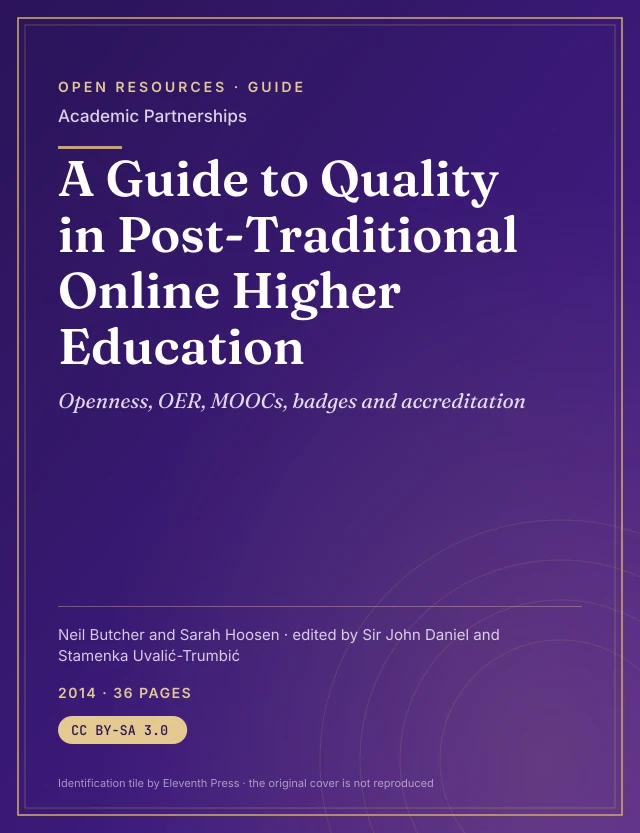 OPEN RESOURCES · GUIDE
Academic Partnerships
A Guide to Quality
in Post-Traditional
Online Higher
Education
Openness, OER, MOOCs, badges and accreditation
Neil Butcher and Sarah Hoosen · edited by Sir John Daniel and
Stamenka Uvalić-Trumbić
2014 · 36 PAGES
CC BY-SA 3.0
Identification tile by Eleventh Press · the original cover is not reproduced